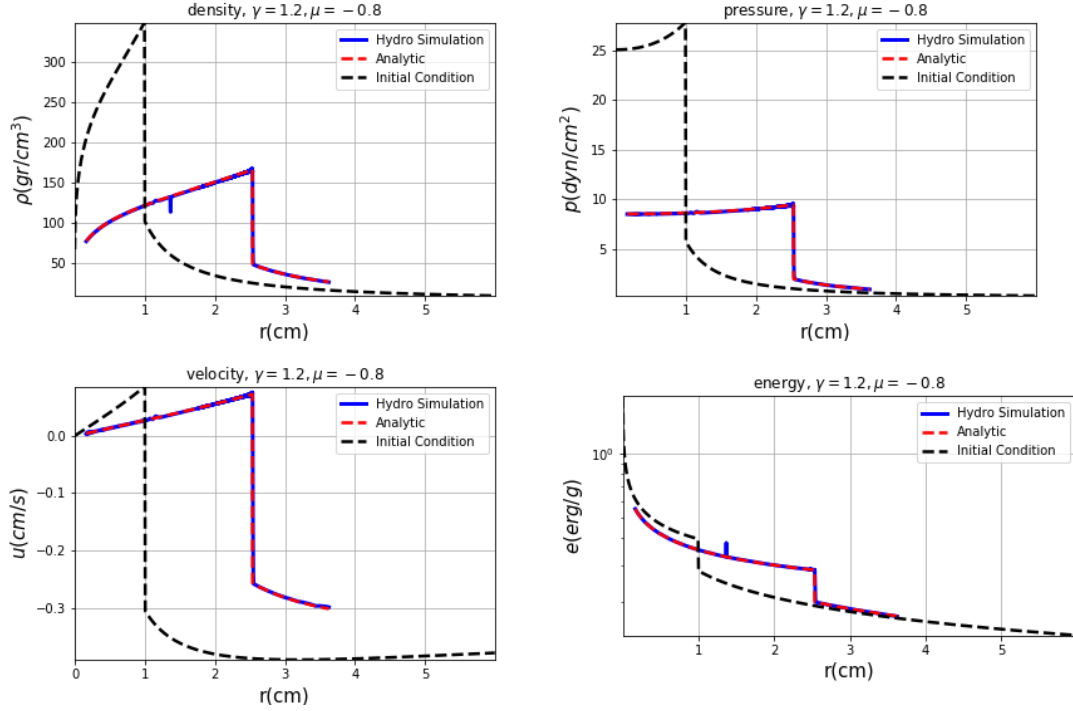 density, γ = 1.2, μ = −0.8
ρ(gr/cm³)
350
300
250
200
150
100
50
Hydro Simulation
Analytic
Initial Condition
0 1 2 3 4 5
r(cm)
pressure, γ = 1.2, μ = −0.8
p(dyn/cm²)
25
20
15
10
5
Hydro Simulation
Analytic
Initial Condition
1 2 3 4 5
r(cm)
velocity, γ = 1.2, μ = −0.8
u(cm/s)
0.0
−0.1
−0.2
−0.3
Hydro Simulation
Analytic
Initial Condition
0 1 2 3 4 5
r(cm)
energy, γ = 1.2, μ = −0.8
e(erg/g)
10⁰
Hydro Simulation
Analytic
Initial Condition
1 2 3 4 5
r(cm)